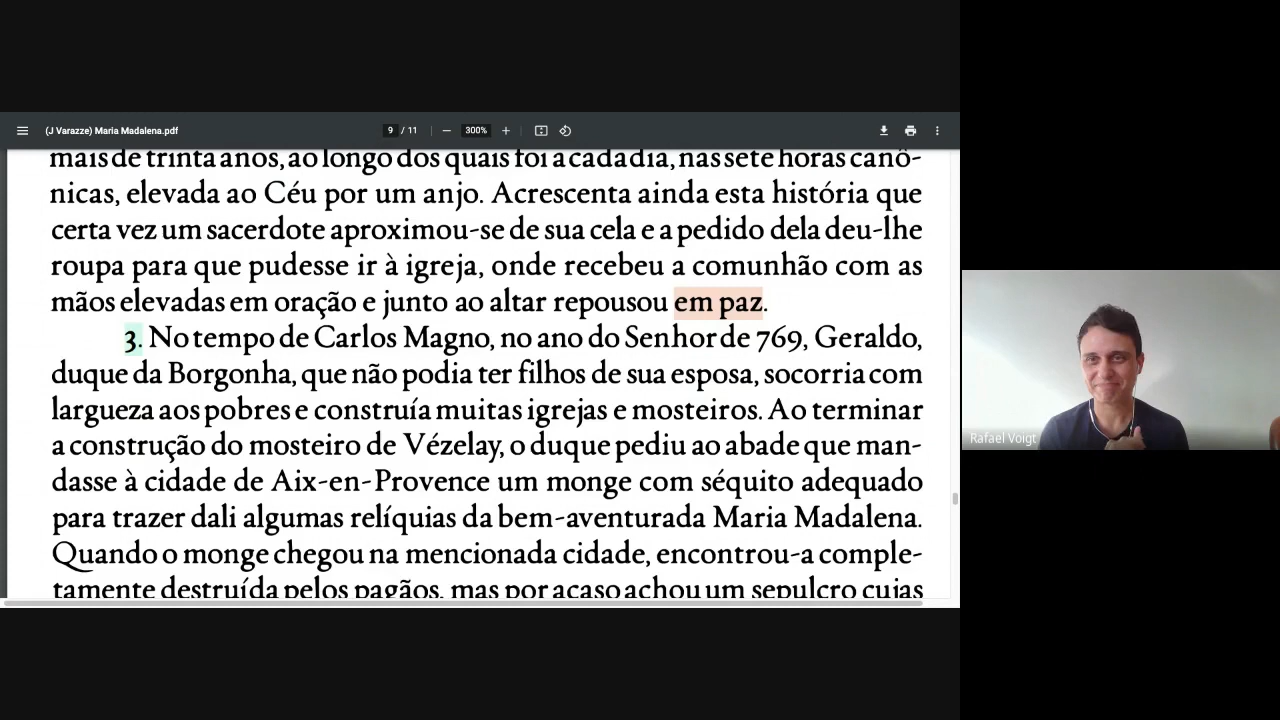 (J Varazze) Maria Madalena.pdf
9 / 11
300%
mais de trinta anos, ao longo dos quais foi a cada dia, nas sete horas canô-
nicas, elevada ao Céu por um anjo. Acrescenta ainda esta história que
certa vez um sacerdote aproximou-se de sua cela e a pedido dela deu-lhe
roupa para que pudesse ir à igreja, onde recebeu a comunhão com as
mãos elevadas em oração e junto ao altar repousou em paz.
3. No tempo de Carlos Magno, no ano do Senhor de 769, Geraldo,
duque da Borgonha, que não podia ter filhos de sua esposa, socorria com
largueza aos pobres e construía muitas igrejas e mosteiros. Ao terminar
a construção do mosteiro de Vézelay, o duque pediu ao abade que man-
dasse à cidade de Aix-en-Provence um monge com séquito adequado
para trazer dali algumas relíquias da bem-aventurada Maria Madalena.
Quando o monge chegou na mencionada cidade, encontrou-a comple-
tamente destruída pelos pagãos, mas por acaso achou um sepulcro cujas
Rafael Voigt